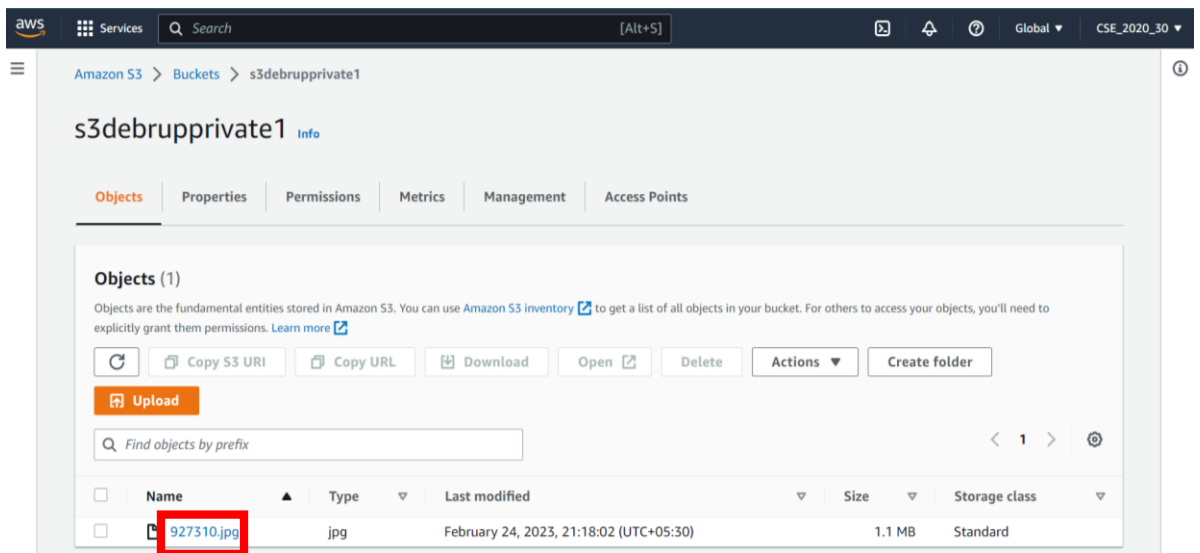 aws Services Search [Alt+S] Global ▼ CSE_2020_30 ▼
Amazon S3 > Buckets > s3debrupprivate1
s3debrupprivate1 Info
Objects Properties Permissions Metrics Management Access Points
Objects (1)
Objects are the fundamental entities stored in Amazon S3. You can use Amazon S3 inventory to get a list of all objects in your bucket. For others to access your objects, you'll need to
explicitly grant them permissions. Learn more
Copy S3 URI Copy URL Download Open Delete Actions ▼ Create folder
Upload
Find objects by prefix < 1 >
Name ▲ Type ▽ Last modified ▽ Size ▽ Storage class ▽
927310.jpg jpg February 24, 2023, 21:18:02 (UTC+05:30) 1.1 MB Standard